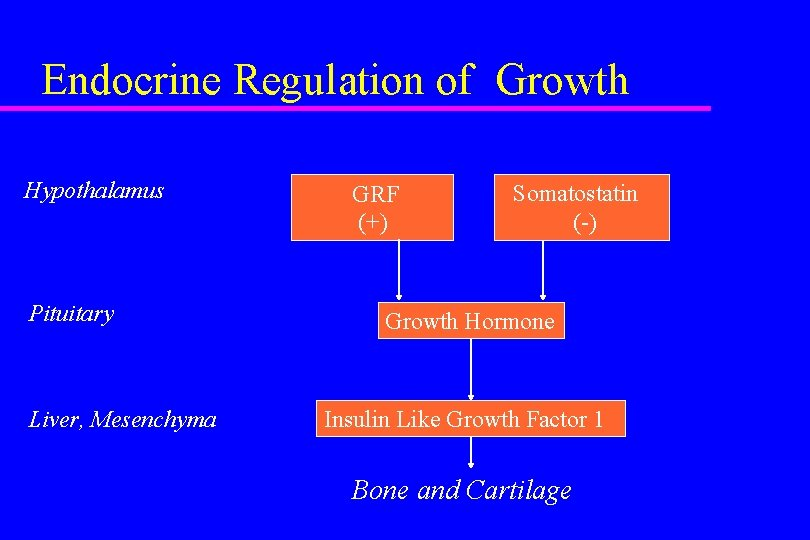 Endocrine Regulation of Growth
Hypothalamus
GRF
(+)
Somatostatin
(-)
Pituitary
Growth Hormone
Liver, Mesenchyma
Insulin Like Growth Factor 1
Bone and Cartilage